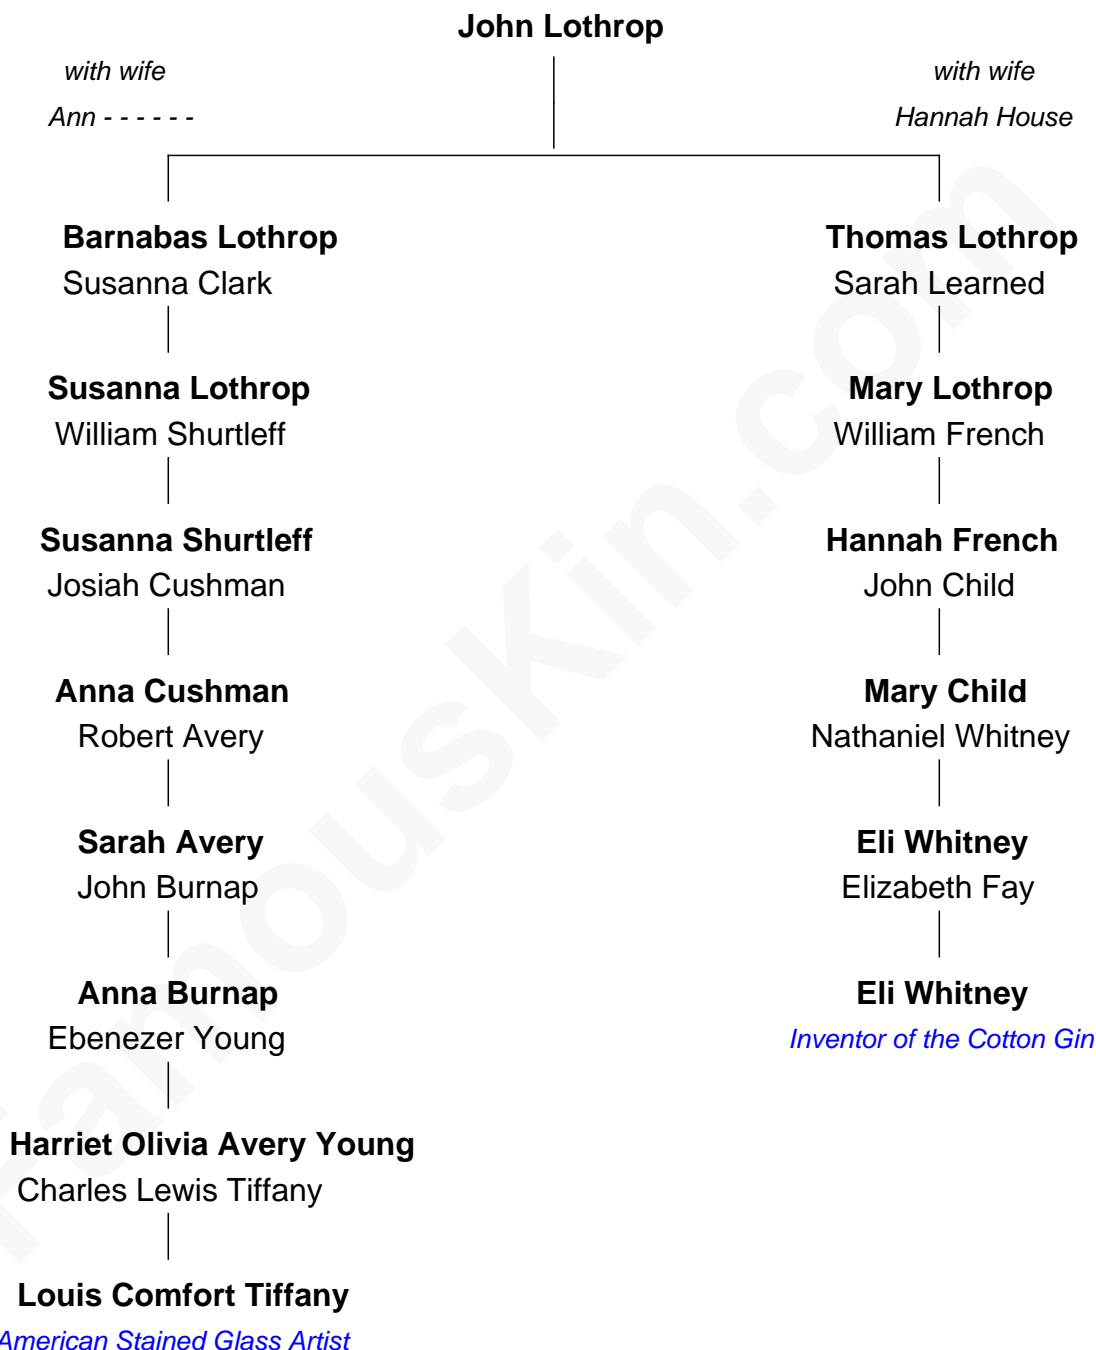 John Lothrop
with wife
Ann - - - - - -
with wife
Hannah House
Barnabas Lothrop
Susanna Clark
Thomas Lothrop
Sarah Learned
Susanna Lothrop
William Shurtleff
Mary Lothrop
William French
Susanna Shurtleff
Josiah Cushman
Hannah French
John Child
Anna Cushman
Robert Avery
Mary Child
Nathaniel Whitney
Sarah Avery
John Burnap
Eli Whitney
Elizabeth Fay
Anna Burnap
Ebenezer Young
Eli Whitney
Inventor of the Cotton Gin
Harriet Olivia Avery Young
Charles Lewis Tiffany
Louis Comfort Tiffany
American Stained Glass Artist
FamousKin.com